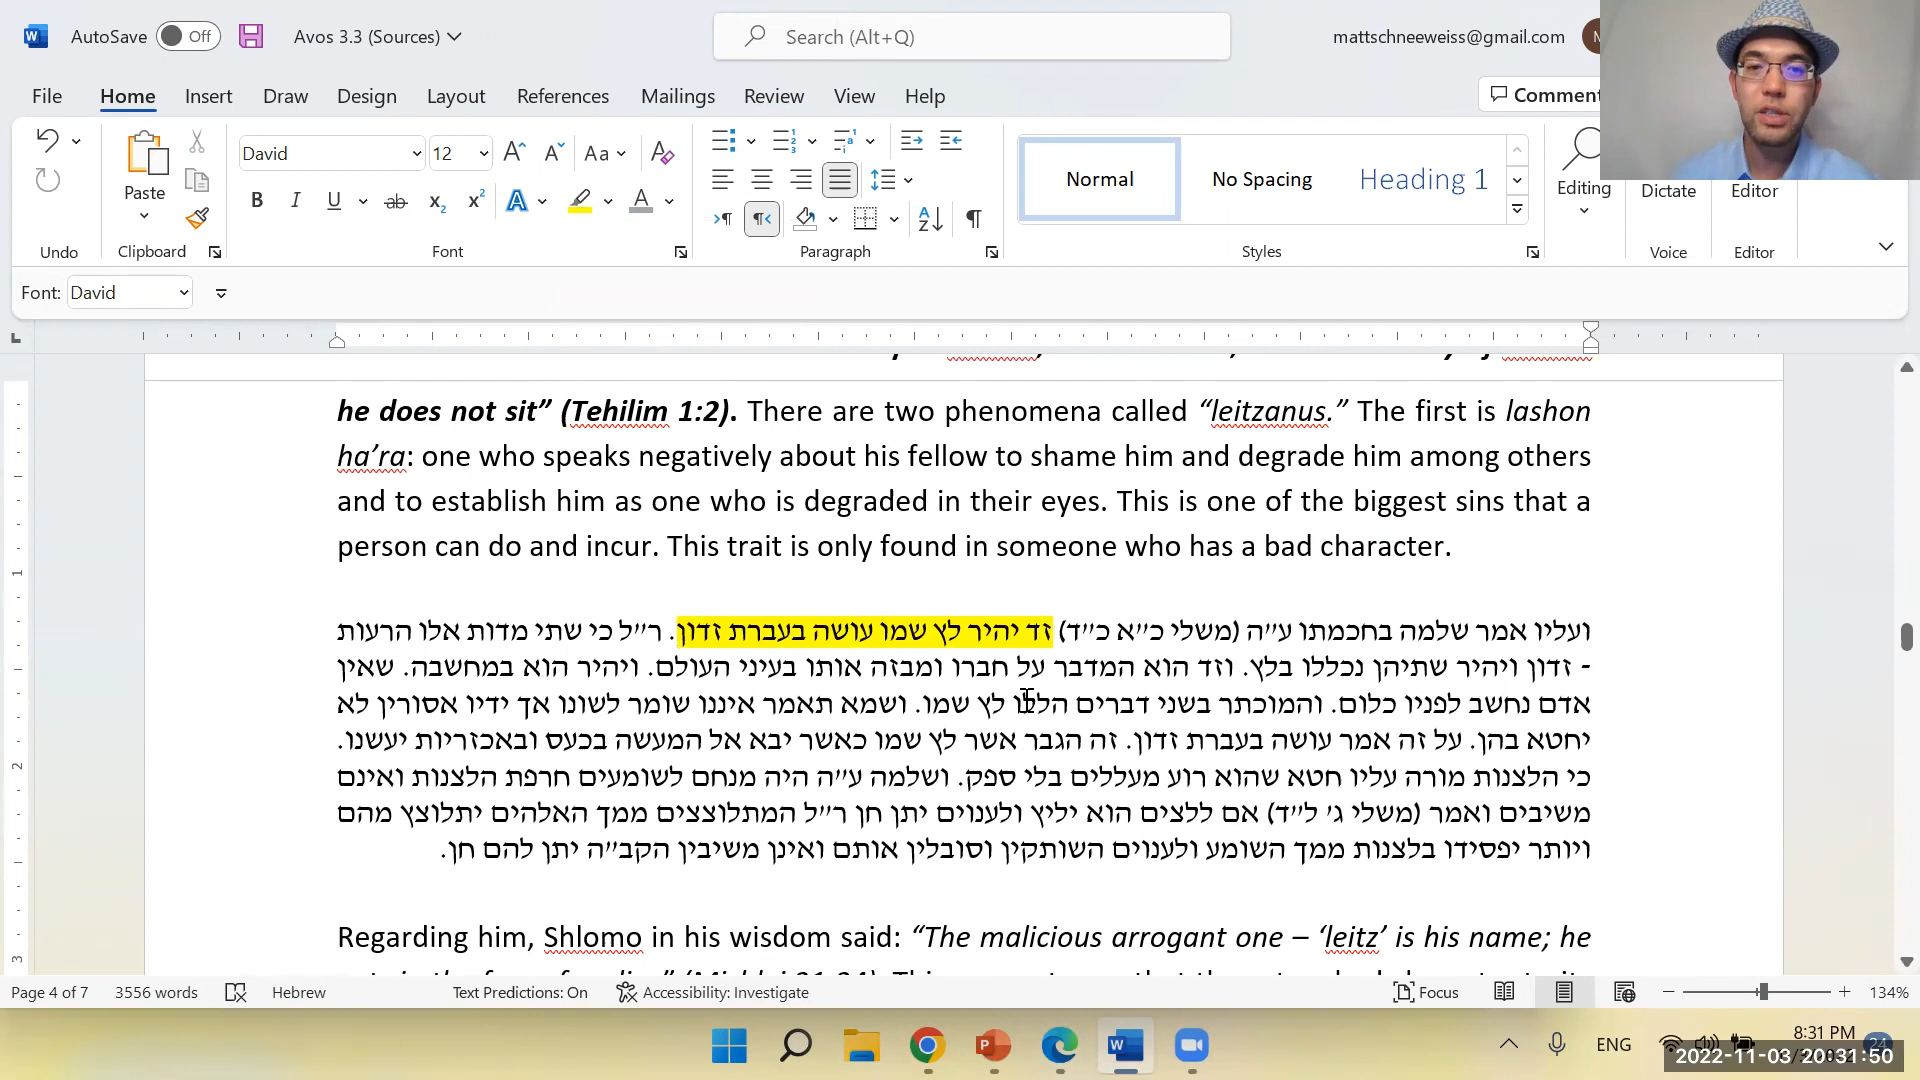 AutoSave Off Avos 3.3 (Sources) Search (Alt+Q) mattschneeweiss@gmail.com
File Home Insert Draw Design Layout References Mailings Review View Help Comment
David 12 Aa Normal No Spacing Heading 1
Paste Editing Dictate Editor
Undo Clipboard Font Paragraph Styles Voice Editor
Font: David
he does not sit” (Tehilim 1:2). There are two phenomena called “leitzanus.” The first is lashon
ha’ra: one who speaks negatively about his fellow to shame him and degrade him among others
and to establish him as one who is degraded in their eyes. This is one of the biggest sins that a
person can do and incur. This trait is only found in someone who has a bad character.
ועליו אמר שלמה בחכמתו ע״ה (משלי כ״א כ״ד) זד יהיר לץ שמו עושה בעברת זדון. ר״ל כי שתי מדות אלו הרעות
- זדון ויהיר שתיהן נכללו בלץ. וזד הוא המדבר על חברו ומבזה אותו בעיני העולם. ויהיר הוא במחשבה. שאין
אדם נחשב לפניו כלום. והמוכתר בשני דברים הללו לץ שמו. ושמא תאמר איננו שומר לשונו אך ידיו אסורין לא
יחטא בהן. על זה אמר עושה בעברת זדון. זה הגבר אשר לץ שמו כאשר יבא אל המעשה בכעס ובאכזריות יעשנו.
כי הלצנות מורה עליו חטא שהוא רוע מעללים בלי ספק. ושלמה ע״ה היה מנחם לשומעים חרפת הלצנות ואינם
משיבים ואמר (משלי ג׳ ל״ד) אם ללצים הוא יליץ ולענוים יתן חן ר״ל המתלוצצים ממך האלהים יתלוצץ מהם
ויותר יפסידו בלצנות ממך השומע ולענוים השותקין וסובלין אותם ואינן משיבין הקב״ה יתן להם חן.
Regarding him, Shlomo in his wisdom said: “The malicious arrogant one – ‘leitz’ is his name; he
Page 4 of 7 3556 words Hebrew Text Predictions: On Accessibility: Investigate Focus 134%
8:31 PM
ENG
2022-11-03 20:31:50